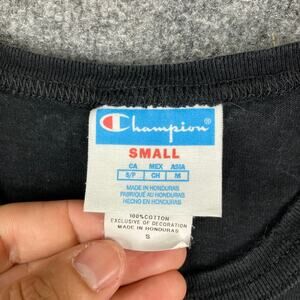 Champion®
SMALL
CA MEX ASIA
S/P CH M
MADE IN HONDURAS
FABRIQUÉ AU HONDURAS
HECHO EN HONDURAS
100% COTTON
EXCLUSIVE OF DECORATION
MADE IN HONDURAS
S